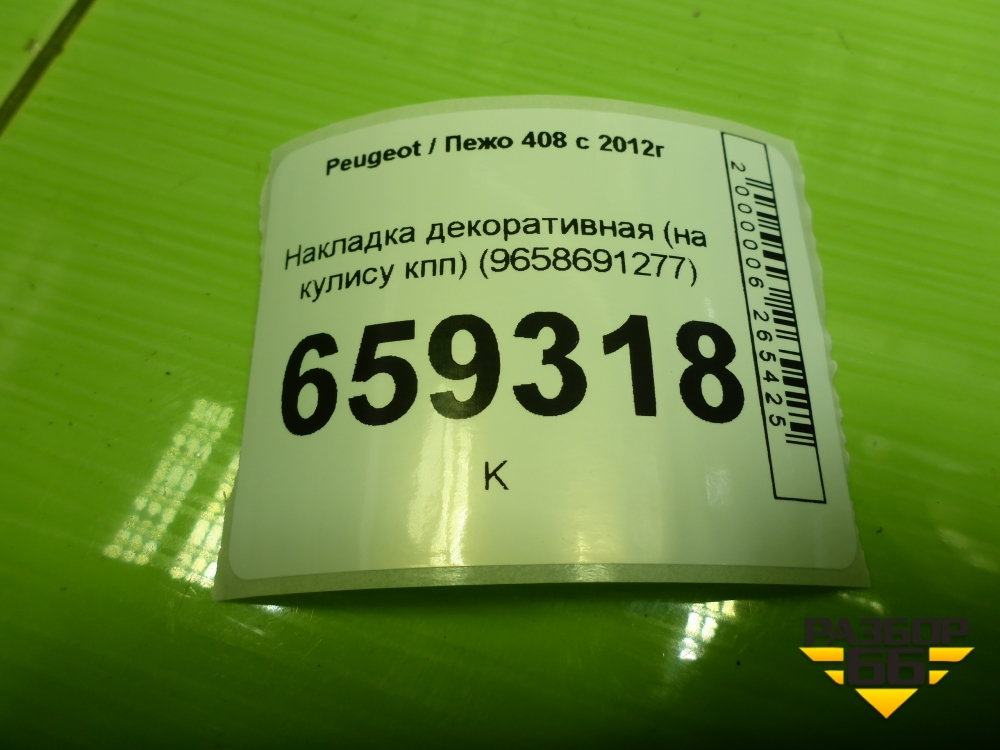 Peugeot / Пежо 408 с 2012г
Накладка декоративная (на
кулису кпп) (9658691277)
659318
К
2000006265425
РАЗБОР
66